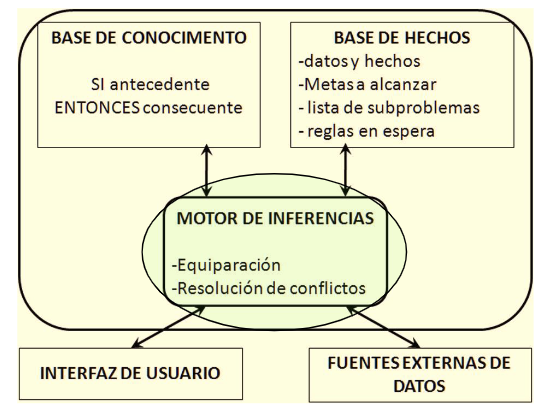 BASE DE CONOCIMENTO
SI antecedente
ENTONCES consecuente
BASE DE HECHOS
-datos y hechos
-Metas a alcanzar
- lista de subproblemas
- reglas en espera
MOTOR DE INFERENCIAS
-Equiparación
-Resolución de conflictos
INTERFAZ DE USUARIO
FUENTES EXTERNAS DE
DATOS